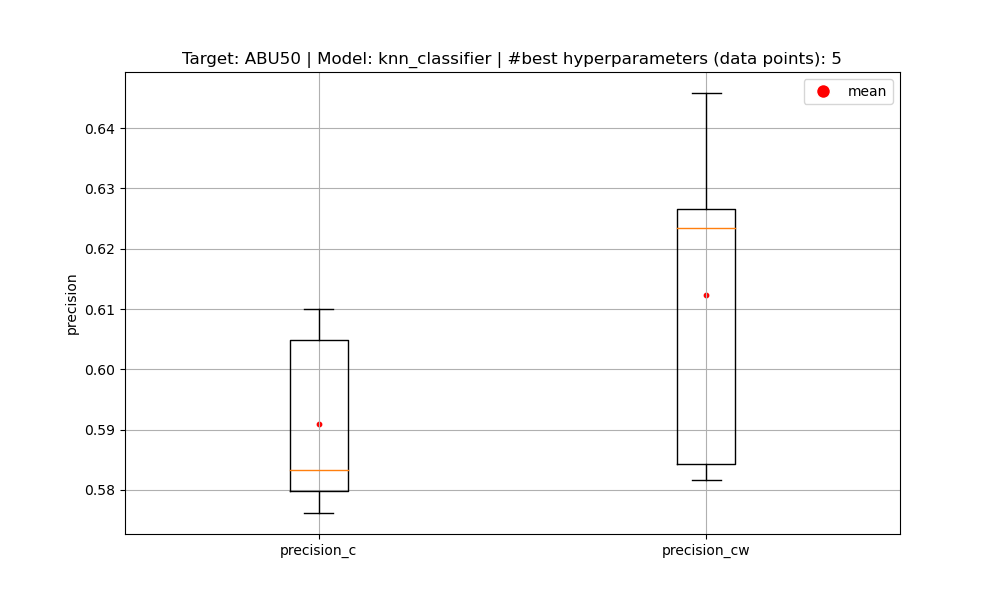 Target: ABU50 | Model: knn_classifier | #best hyperparameters (data points): 5
mean
0.64
0.63
0.62
0.61
0.60
0.59
0.58
precision
precision_c
precision_cw